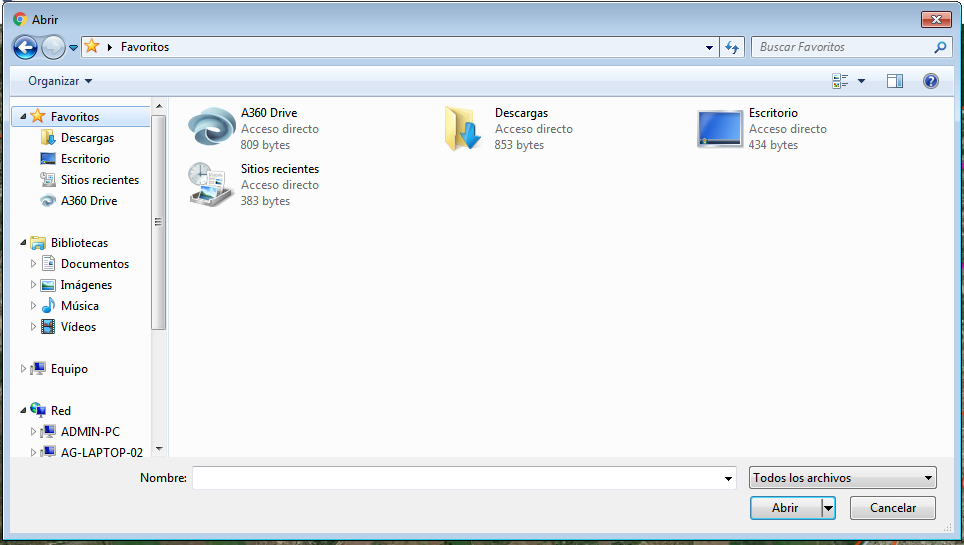 Abrir
Favoritos
Buscar Favoritos
Organizar
Favoritos
Descargas
Escritorio
Sitios recientes
A360 Drive
Bibliotecas
Documentos
Imágenes
Música
Vídeos
Equipo
Red
ADMIN-PC
AG-LAPTOP-02
A360 Drive
Acceso directo
809 bytes
Descargas
Acceso directo
853 bytes
Escritorio
Acceso directo
434 bytes
Sitios recientes
Acceso directo
383 bytes
Nombre:
Todos los archivos
Abrir
Cancelar